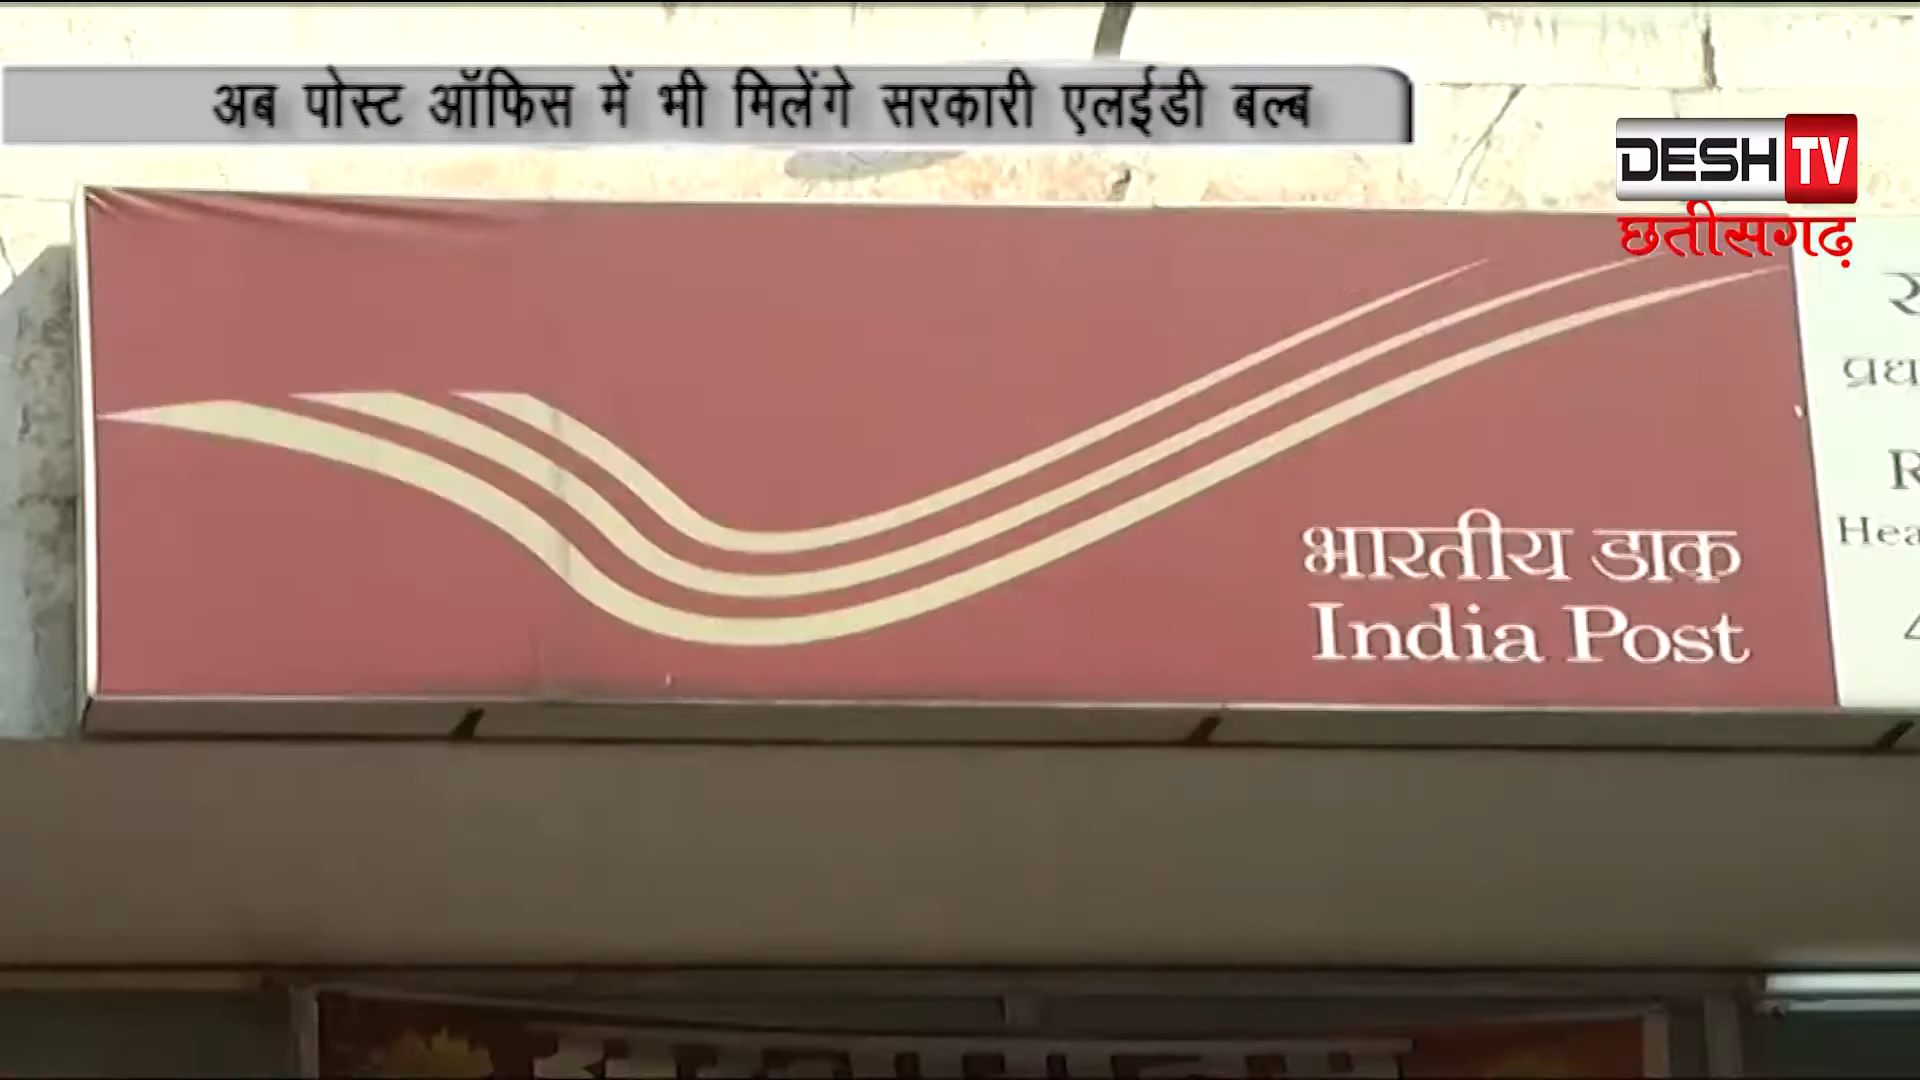 अब पोस्ट ऑफिस में भी मिलेंगे सरकारी एलईडी बल्ब
DESH TV
छत्तीसगढ़
भारतीय डाक
India Post